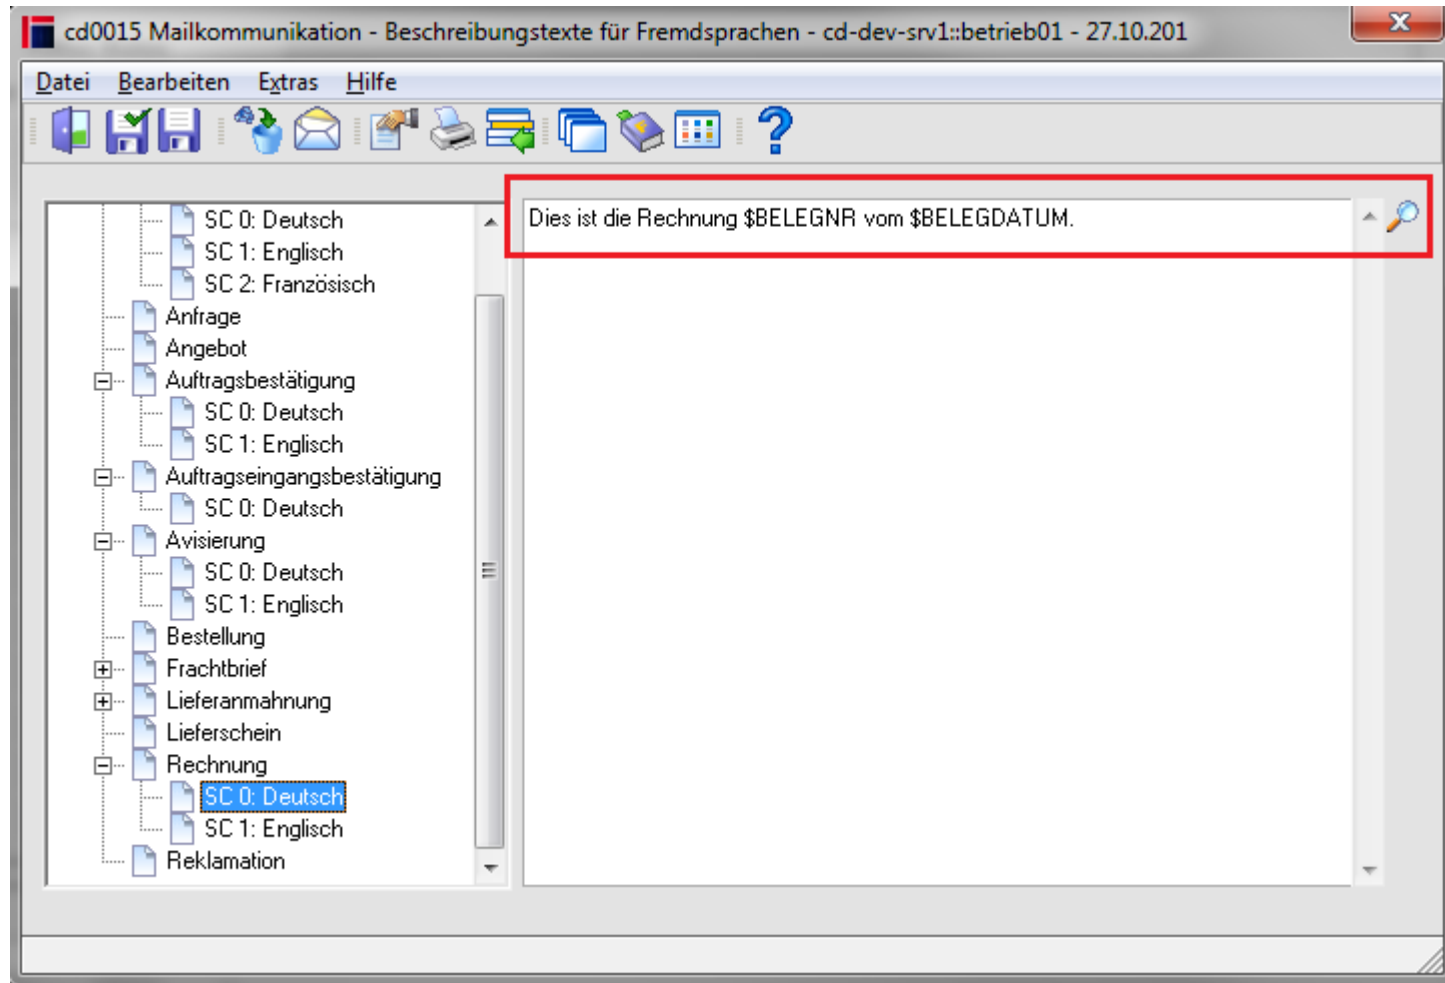 cd0015 Mailkommunikation - Beschreibungstexte für Fremdsprachen - cd-dev-srv1::betrieb01 - 27.10.201
Datei Bearbeiten Extras Hilfe
SC 0: Deutsch
SC 1: Englisch
SC 2: Französisch
Anfrage
Angebot
Auftragsbestätigung
SC 0: Deutsch
SC 1: Englisch
Auftragseingangsbestätigung
SC 0: Deutsch
Avisierung
SC 0: Deutsch
SC 1: Englisch
Bestellung
Frachtbrief
Lieferanmahnung
Lieferschein
Rechnung
SC 0: Deutsch
SC 1: Englisch
Reklamation
Dies ist die Rechnung $BELEGNR vom $BELEGDATUM.